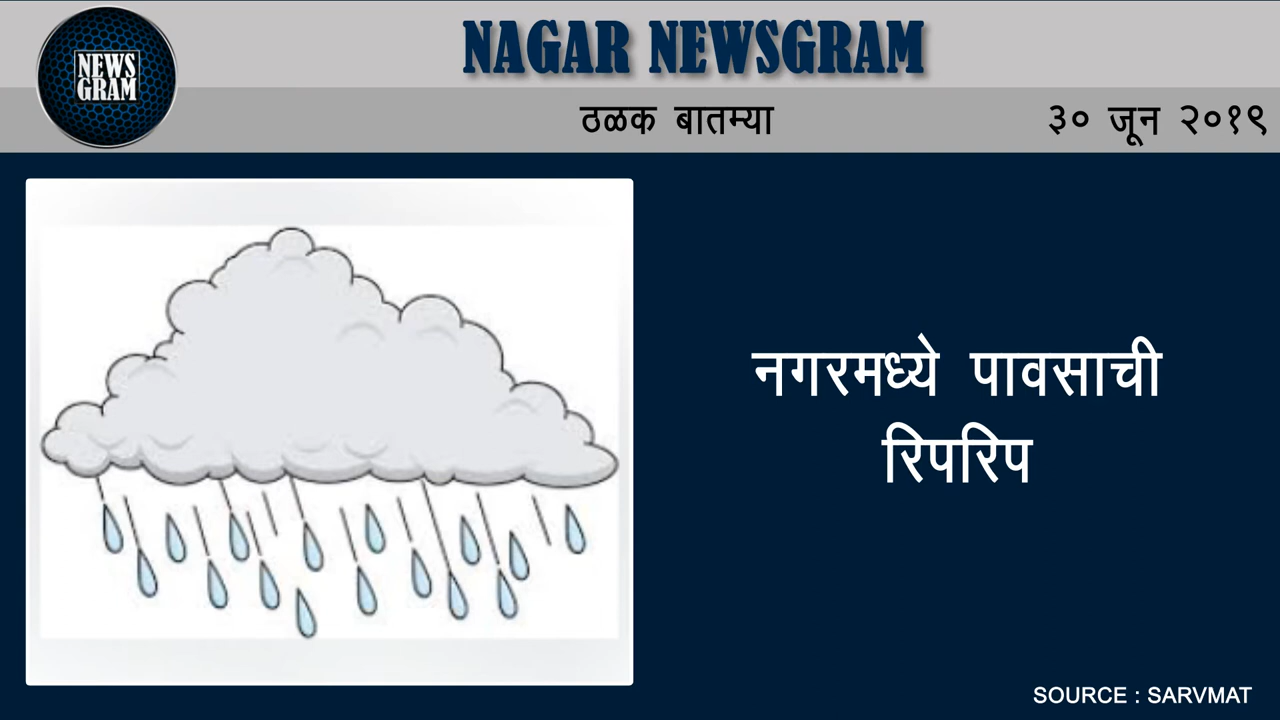 NEWS
GRAM
NAGAR NEWSGRAM
ठळक बातम्या
३० जून २०१९
नगरमध्ये पावसाची
रिपरिप
SOURCE : SARVMAT